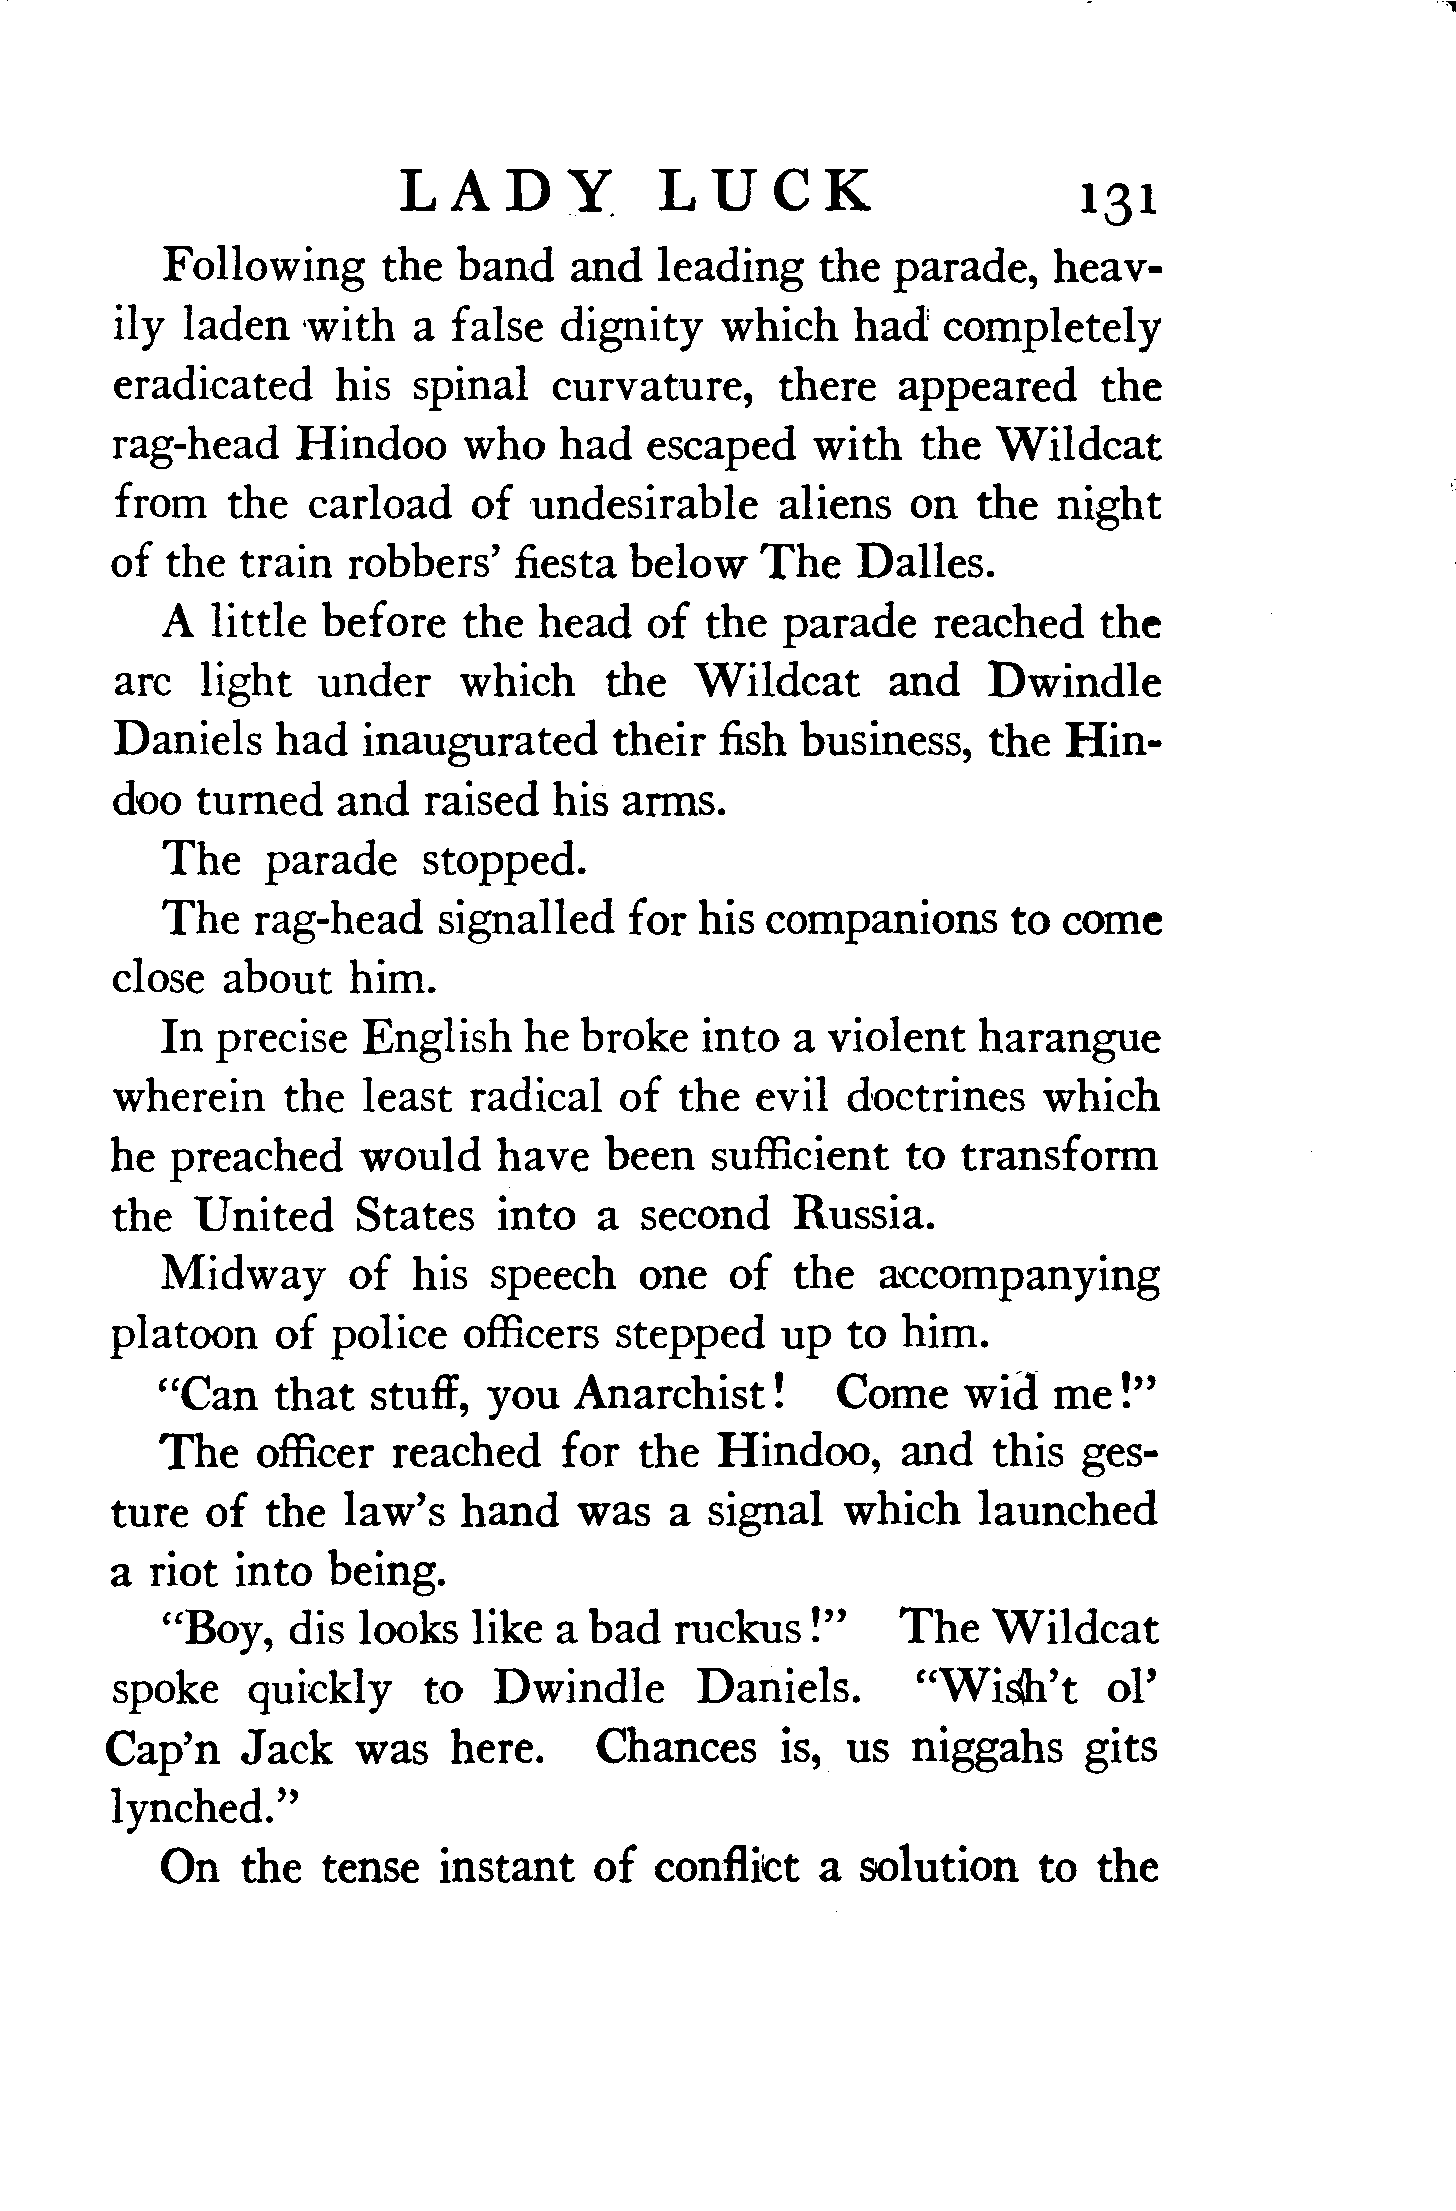 LADY LUCK 131
Following the band and leading the parade, heav-
ily laden with a false dignity which had completely
eradicated his spinal curvature, there appeared the
rag-head Hindoo who had escaped with the Wildcat
from the carload of undesirable aliens on the night
of the train robbers’ fiesta below The Dalles.
A little before the head of the parade reached the
arc light under which the Wildcat and Dwindle
Daniels had inaugurated their fish business, the Hin-
doo turned and raised his arms.
The parade stopped.
The rag-head signalled for his companions to come
close about him.
In precise English he broke into a violent harangue
wherein the least radical of the evil doctrines which
he preached would have been sufficient to transform
the United States into a second Russia.
Midway of his speech one of the accompanying
platoon of police officers stepped up to him.
“Can that stuff, you Anarchist! Come wid me!”
The officer reached for the Hindoo, and this ges-
ture of the law’s hand was a signal which launched
a riot into being.
“Boy, dis looks like a bad ruckus!” The Wildcat
spoke quickly to Dwindle Daniels. “Wish’t ol’
Cap’n Jack was here. Chances is, us niggahs gits
lynched.”
On the tense instant of conflict a solution to the